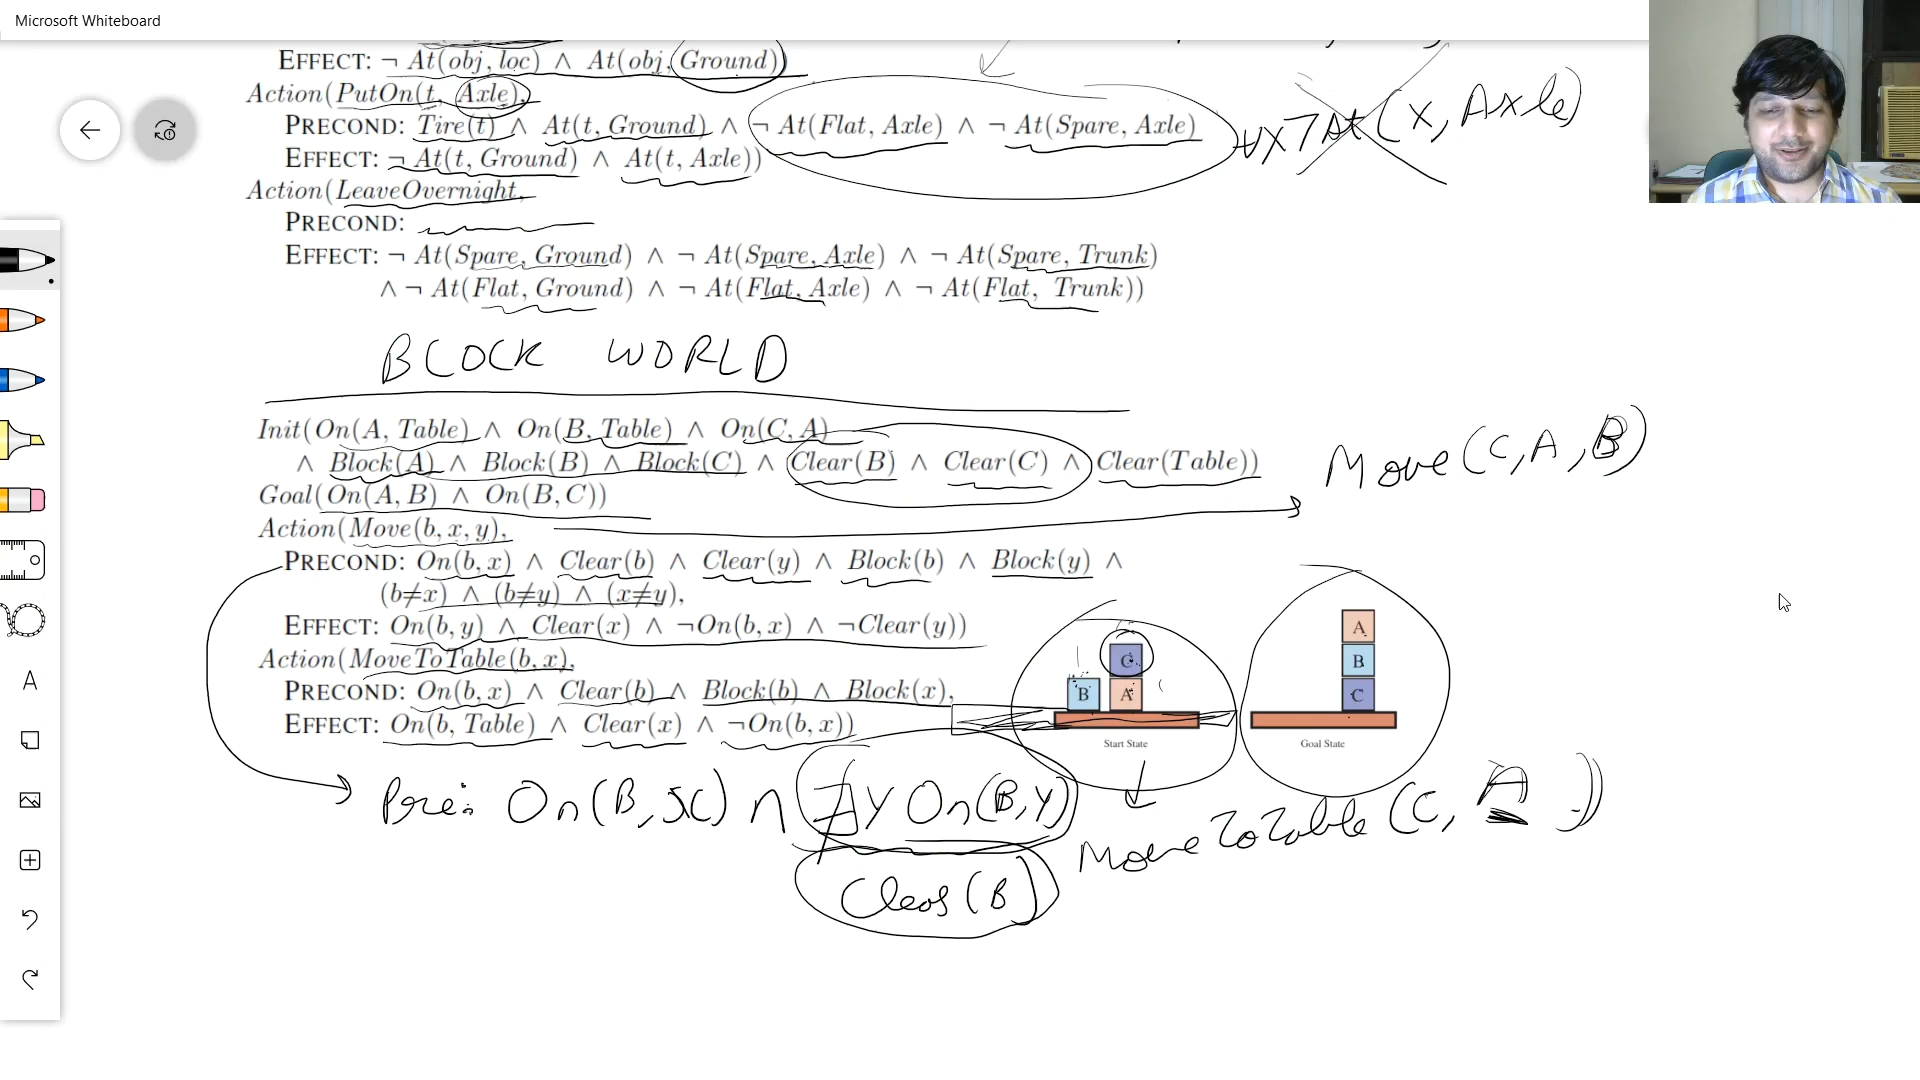 Microsoft Whiteboard
EFFECT: ¬ At(obj, loc) ∧ At(obj, Ground))
Action(PutOn(t, Axle),
PRECOND: Tire(t) ∧ At(t, Ground) ∧ ¬ At(Flat, Axle) ∧ ¬ At(Spare, Axle)
∀x ¬At(x, Axle)
EFFECT: ¬ At(t, Ground) ∧ At(t, Axle))
Action(LeaveOvernight,
PRECOND:
EFFECT: ¬ At(Spare, Ground) ∧ ¬ At(Spare, Axle) ∧ ¬ At(Spare, Trunk)
∧ ¬ At(Flat, Ground) ∧ ¬ At(Flat, Axle) ∧ ¬ At(Flat, Trunk))
BLOCK WORLD
Init(On(A, Table) ∧ On(B, Table) ∧ On(C, A)
∧ Block(A) ∧ Block(B) ∧ Block(C) ∧ Clear(B) ∧ Clear(C) ∧ Clear(Table))
Move(C, A, B)
Goal(On(A, B) ∧ On(B, C))
Action(Move(b, x, y),
PRECOND: On(b, x) ∧ Clear(b) ∧ Clear(y) ∧ Block(b) ∧ Block(y) ∧
(b≠x) ∧ (b≠y) ∧ (x≠y),
EFFECT: On(b, y) ∧ Clear(x) ∧ ¬On(b, x) ∧ ¬Clear(y))
Action(MoveToTable(b, x),
PRECOND: On(b, x) ∧ Clear(b) ∧ Block(b) ∧ Block(x),
EFFECT: On(b, Table) ∧ Clear(x) ∧ ¬On(b, x))
C
B A
Start State
A
B
C
Goal State
Pre: On(B, x) ∩ ∄y On(B, y)
MoveToTable(C, A)
Clear(B)
A